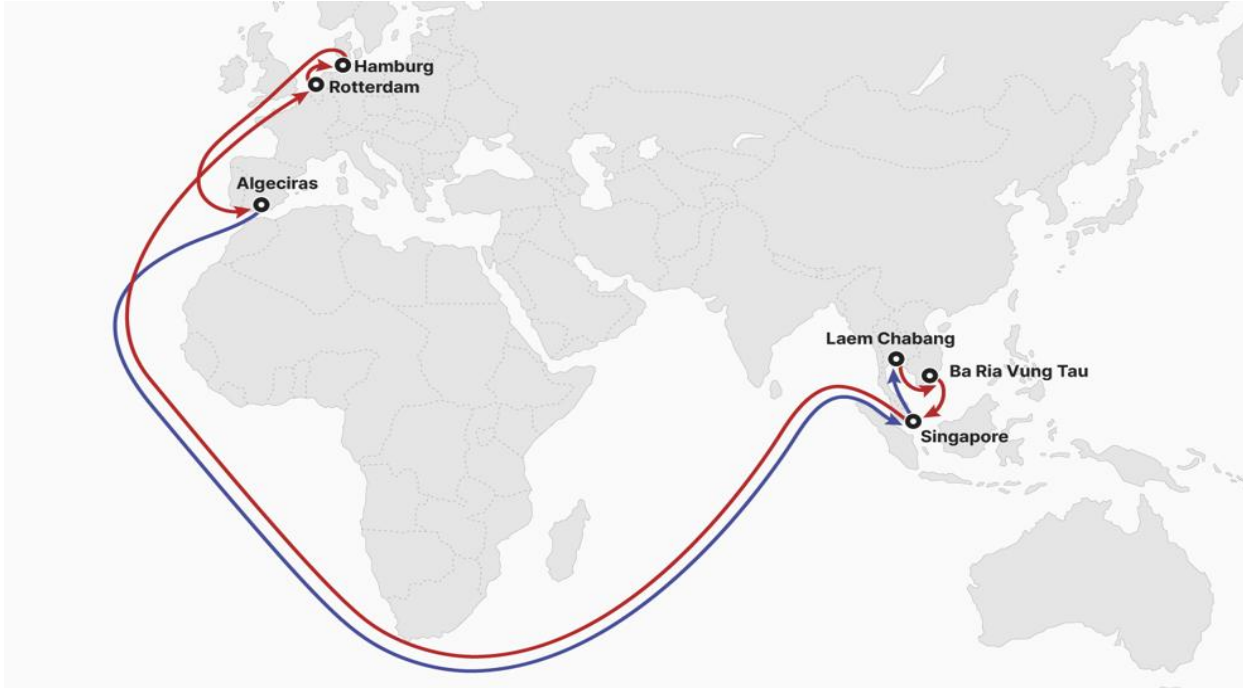 Hamburg
Rotterdam
Algeciras
Laem Chabang
Ba Ria Vung Tau
Singapore